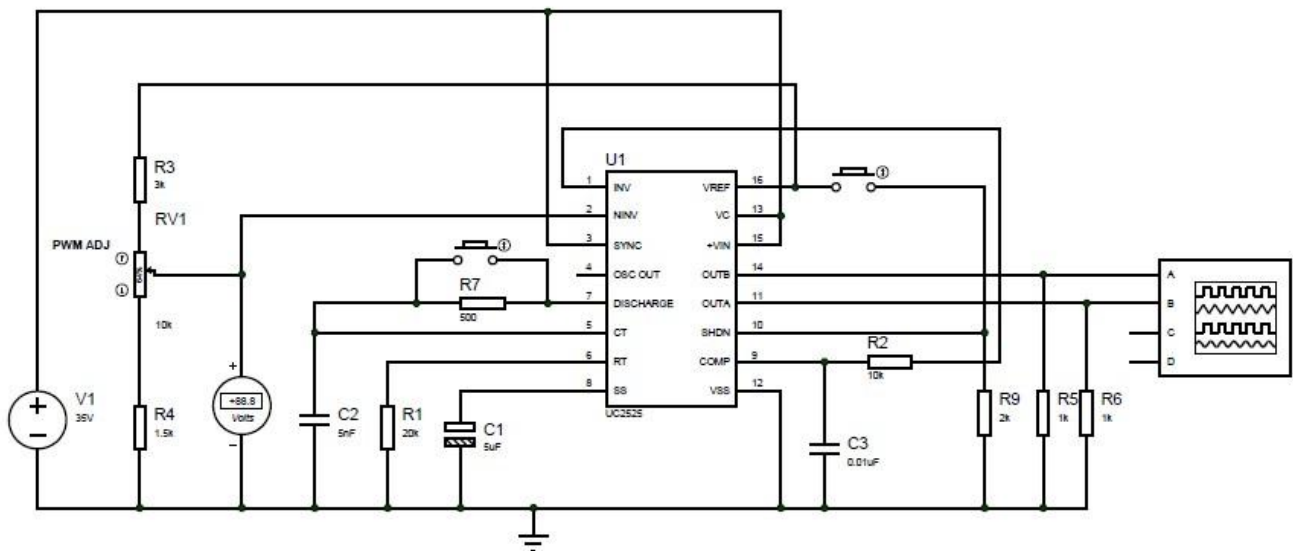 R3
3k
RV1
PWM ADJ
10k
V1
35V
R4
1.5k
+88.8
Volts
C2
5nF
R1
20k
C1
5uF
R7
500
U1
1
INV
2
NINV
3
SYNC
4
OSC OUT
7
DISCHARGE
5
CT
6
RT
8
SS
VREF
16
VC
13
+VIN
15
OUTB
14
OUTA
11
SHDN
10
COMP
9
VSS
12
UC2525
R2
10k
C3
0.01uF
R9
2k
R5
1k
R6
1k
A
B
C
D